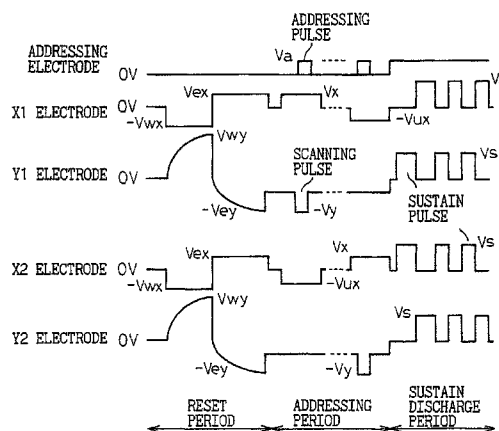 ADDRESSING
PULSE
ADDRESSING
ELECTRODE
Va
0V
Vex
Vx
V
X1 ELECTRODE
0V
-Vwx
-Vux
Vwy
SCANNING
PULSE
Vs
Y1 ELECTRODE
0V
-Vey
-Vy
SUSTAIN
PULSE
Vex
Vx
Vs
X2 ELECTRODE
0V
-Vwx
-Vux
Vwy
Vs
Y2 ELECTRODE
0V
-Vey
-Vy
RESET
PERIOD
ADDRESSING
PERIOD
SUSTAIN
DISCHARGE
PERIOD